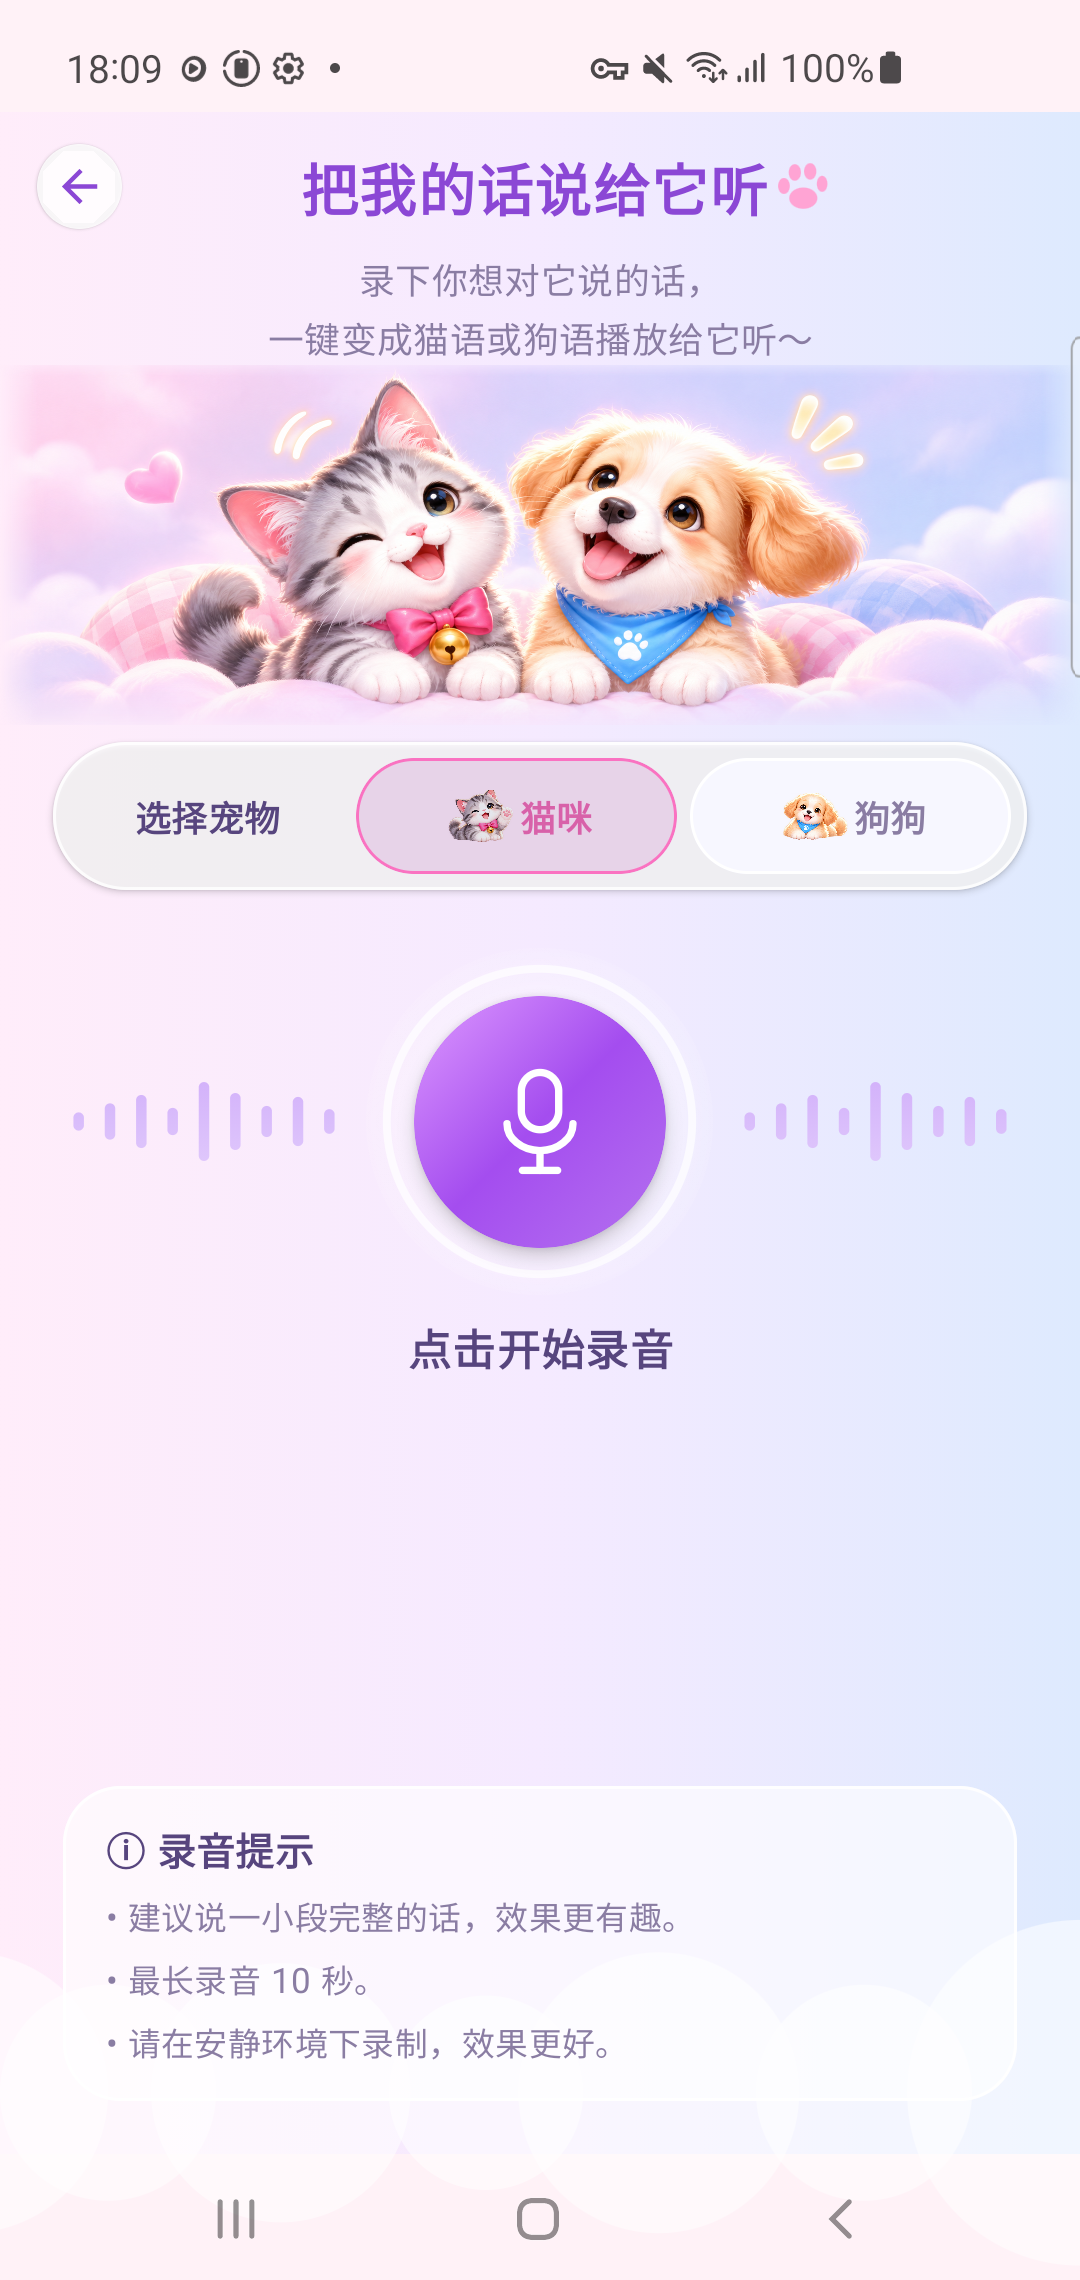 18:09
100%
把我的话说给它听
录下你想对它说的话，
一键变成猫语或狗语播放给它听～
选择宠物
猫咪
狗狗
点击开始录音
录音提示
• 建议说一小段完整的话，效果更有趣。
• 最长录音 10 秒。
• 请在安静环境下录制，效果更好。